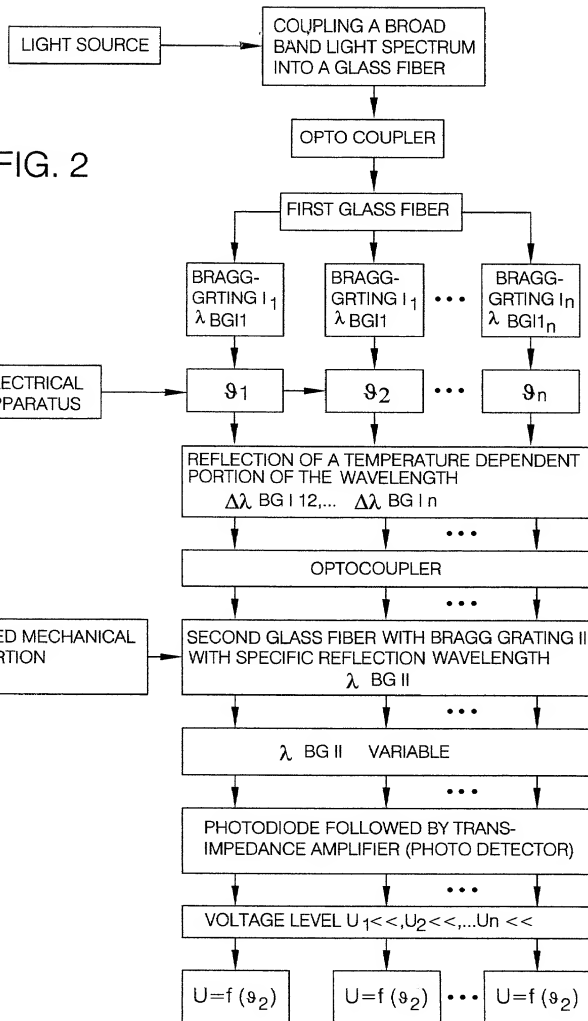 LIGHT SOURCE
COUPLING A BROAD
BAND LIGHT SPECTRUM
INTO A GLASS FIBER
OPTO COUPLER
FIG. 2
FIRST GLASS FIBER
BRAGG-
GRTING I1
λ BGI1
BRAGG-
GRTING I1
λ BGI1
...
BRAGG-
GRTING In
λ BGI1n
ECTRICAL
PARATUS
ϑ1
ϑ2
...
ϑn
REFLECTION OF A TEMPERATURE DEPENDENT
PORTION OF THE WAVELENGTH
Δλ BG I 12,... Δλ BG I n
...
OPTOCOUPLER
...
ED MECHANICAL
RTION
SECOND GLASS FIBER WITH BRAGG GRATING II
WITH SPECIFIC REFLECTION WAVELENGTH
λ BG II
...
λ BG II VARIABLE
...
PHOTODIODE FOLLOWED BY TRANS-
IMPEDANCE AMPLIFIER (PHOTO DETECTOR)
...
VOLTAGE LEVEL U1<<,U2<<,...Un <<
U=f (ϑ2)
U=f (ϑ2)
...
U=f (ϑ2)